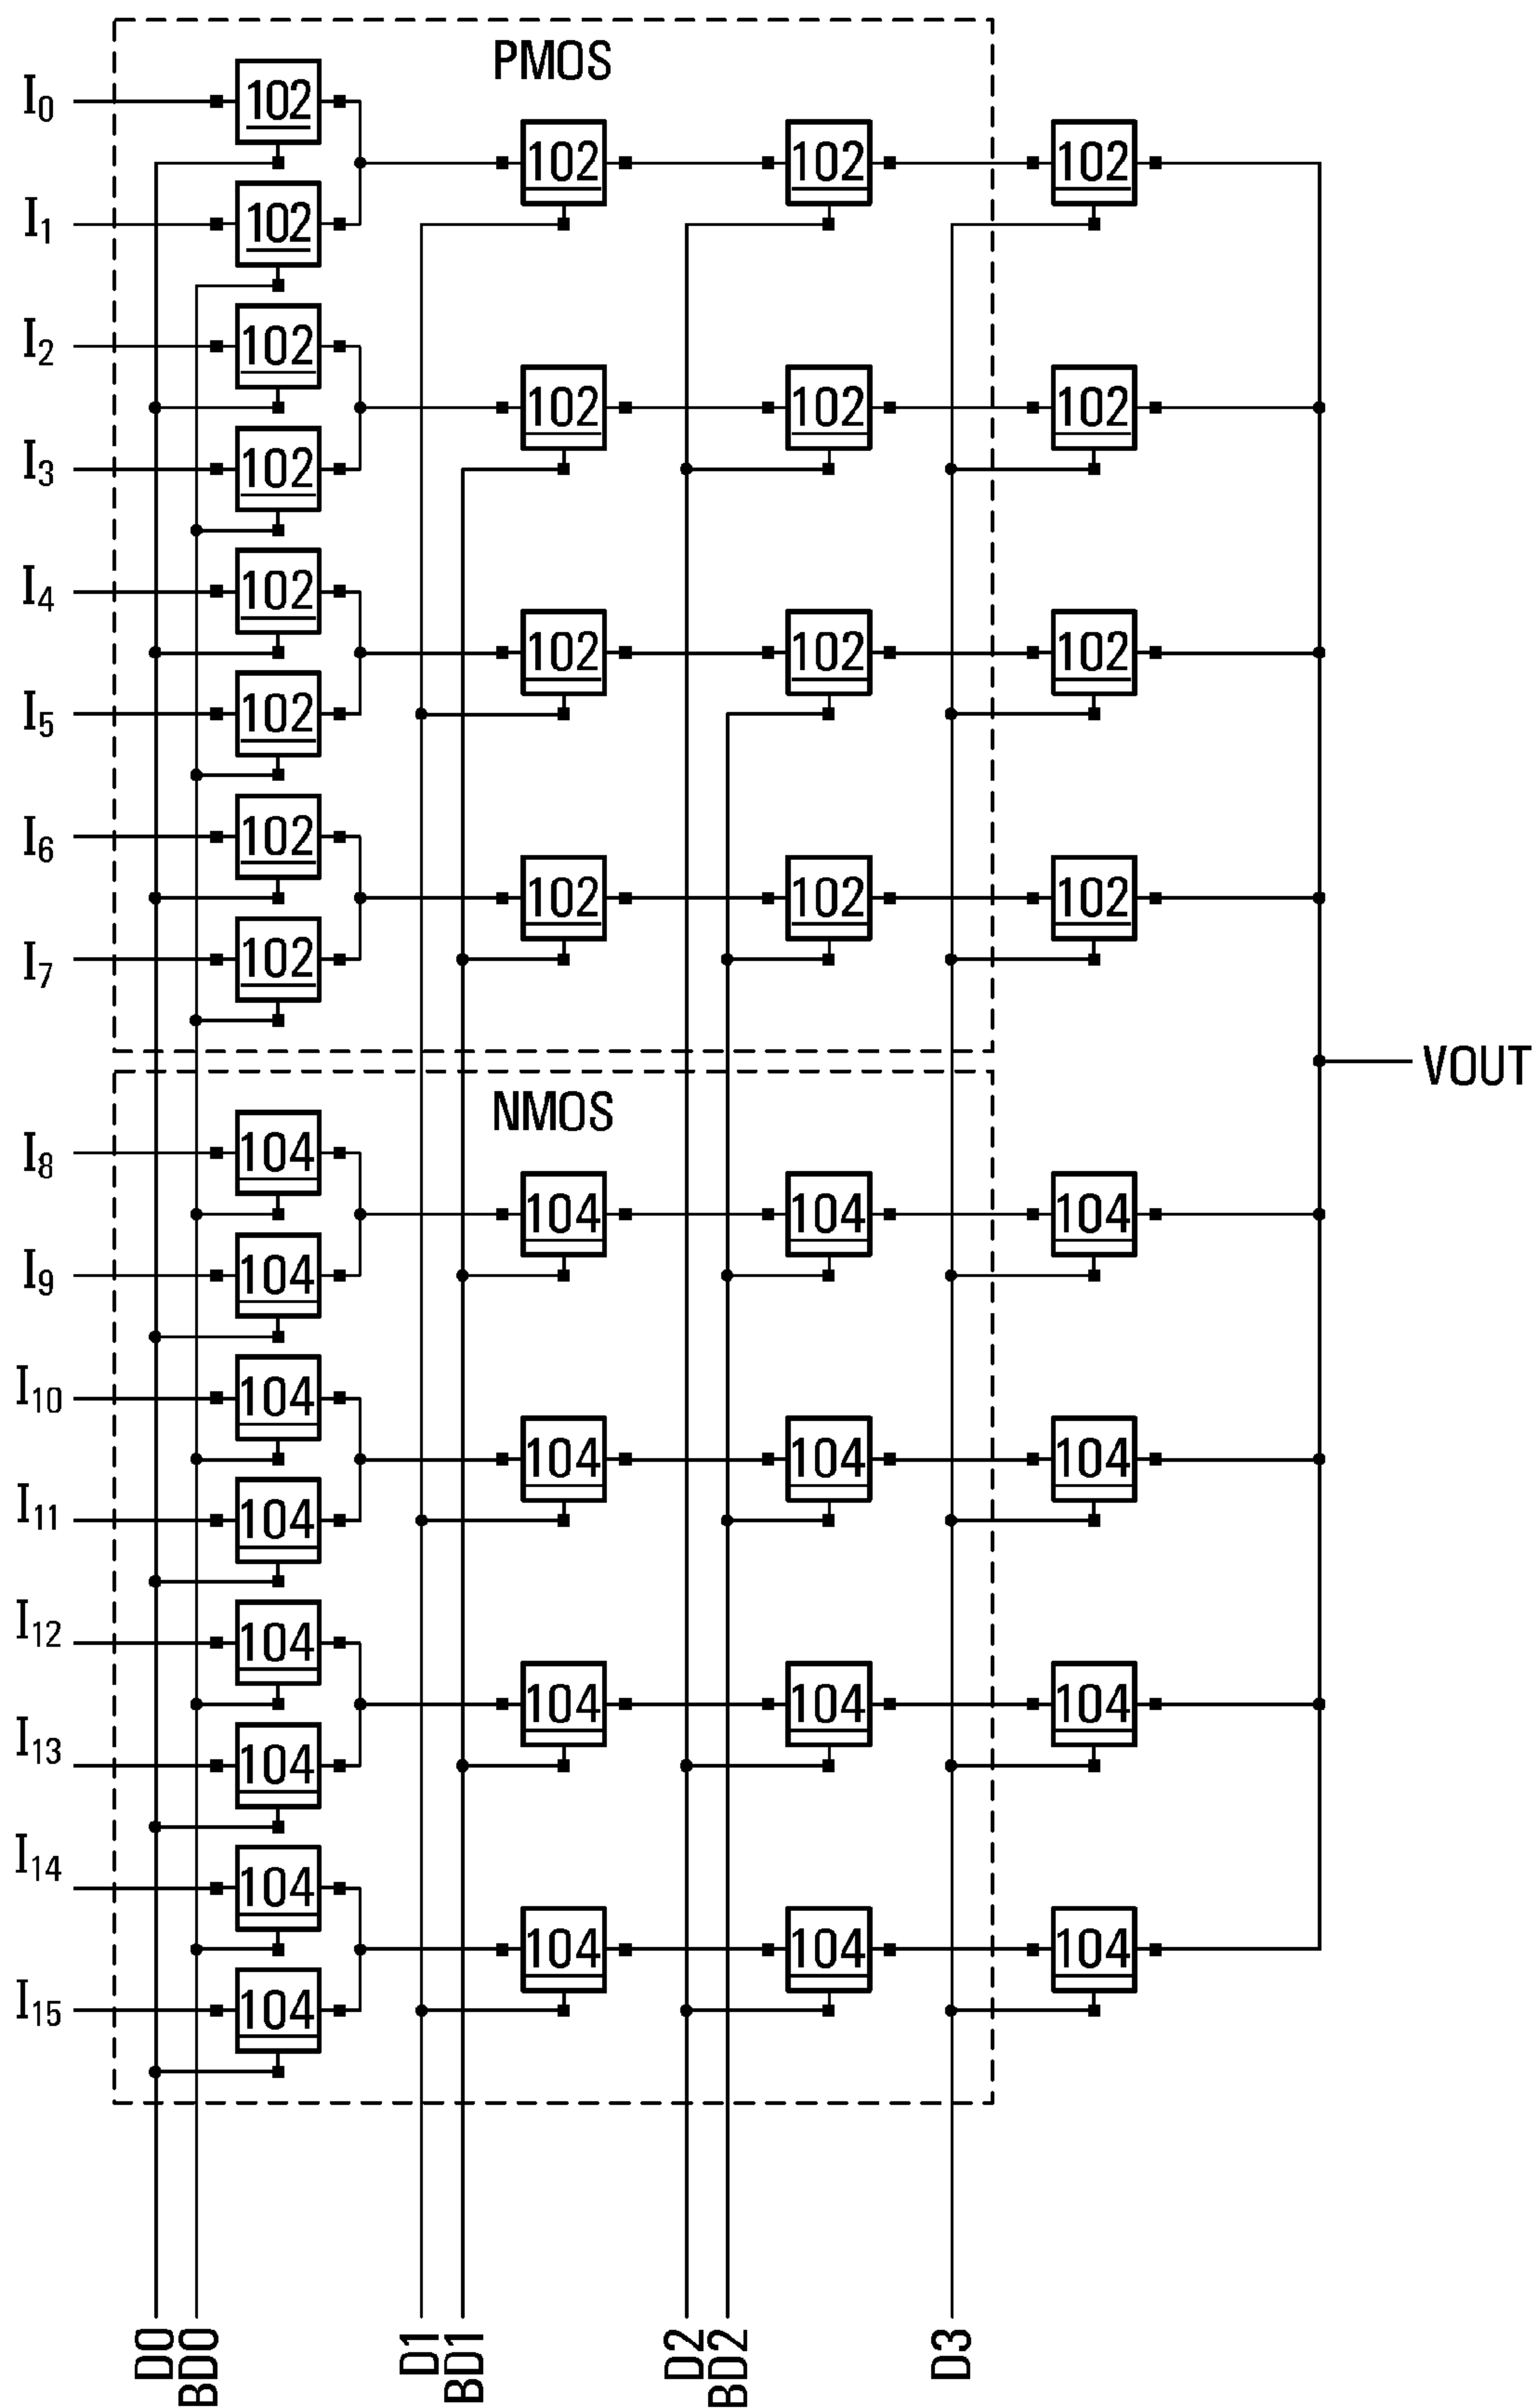 PMOS
I0 102
102 102 102
I1 102
I2 102
102 102 102
I3 102
I4 102
102 102 102
I5 102
I6 102
102 102 102
I7 102
VOUT
NMOS
I8 104
104 104 104
I9 104
I10 104
104 104 104
I11 104
I12 104
104 104 104
I13 104
I14 104
104 104 104
I15 104
D0 BD0 D1 BD1 D2 BD2 D3